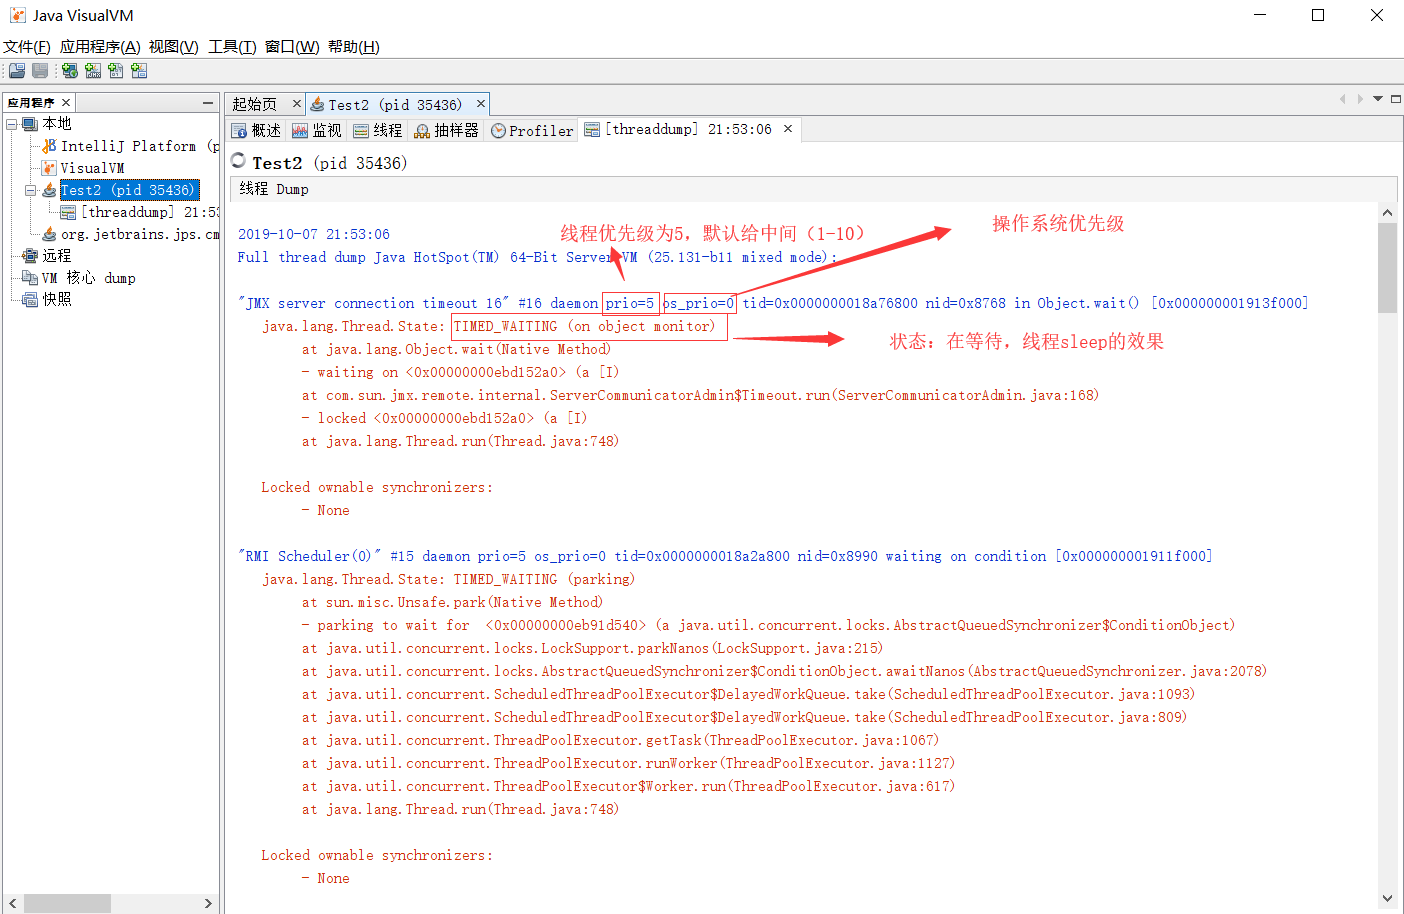 Java VisualVM
文件(F) 应用程序(A) 视图(V) 工具(T) 窗口(W) 帮助(H)
应用程序
本地
IntelliJ Platform (p
VisualVM
Test2 (pid 35436)
[threaddump] 21:53
org.jetbrains.jps.cm
远程
VM 核心 dump
快照
起始页
Test2 (pid 35436)
概述
监视
线程
抽样器
Profiler
[threaddump] 21:53:06
Test2 (pid 35436)
线程 Dump
线程优先级为5，默认给中间（1-10）
操作系统优先级
2019-10-07 21:53:06
Full thread dump Java HotSpot(TM) 64-Bit Server VM (25.131-b11 mixed mode):
"JMX server connection timeout 16" #16 daemon prio=5 os_prio=0 tid=0x0000000018a76800 nid=0x8768 in Object.wait() [0x000000001913f000]
java.lang.Thread.State: TIMED_WAITING (on object monitor)
状态：在等待，线程sleep的效果
at java.lang.Object.wait(Native Method)
- waiting on <0x00000000ebd152a0> (a [I)
at com.sun.jmx.remote.internal.ServerCommunicatorAdmin$Timeout.run(ServerCommunicatorAdmin.java:168)
- locked <0x00000000ebd152a0> (a [I)
at java.lang.Thread.run(Thread.java:748)
Locked ownable synchronizers:
- None
"RMI Scheduler(0)" #15 daemon prio=5 os_prio=0 tid=0x0000000018a2a800 nid=0x8990 waiting on condition [0x000000001911f000]
java.lang.Thread.State: TIMED_WAITING (parking)
at sun.misc.Unsafe.park(Native Method)
- parking to wait for  <0x00000000eb91d540> (a java.util.concurrent.locks.AbstractQueuedSynchronizer$ConditionObject)
at java.util.concurrent.locks.LockSupport.parkNanos(LockSupport.java:215)
at java.util.concurrent.locks.AbstractQueuedSynchronizer$ConditionObject.awaitNanos(AbstractQueuedSynchronizer.java:2078)
at java.util.concurrent.ScheduledThreadPoolExecutor$DelayedWorkQueue.take(ScheduledThreadPoolExecutor.java:1093)
at java.util.concurrent.ScheduledThreadPoolExecutor$DelayedWorkQueue.take(ScheduledThreadPoolExecutor.java:809)
at java.util.concurrent.ThreadPoolExecutor.getTask(ThreadPoolExecutor.java:1067)
at java.util.concurrent.ThreadPoolExecutor.runWorker(ThreadPoolExecutor.java:1127)
at java.util.concurrent.ThreadPoolExecutor$Worker.run(ThreadPoolExecutor.java:617)
at java.lang.Thread.run(Thread.java:748)
Locked ownable synchronizers:
- None